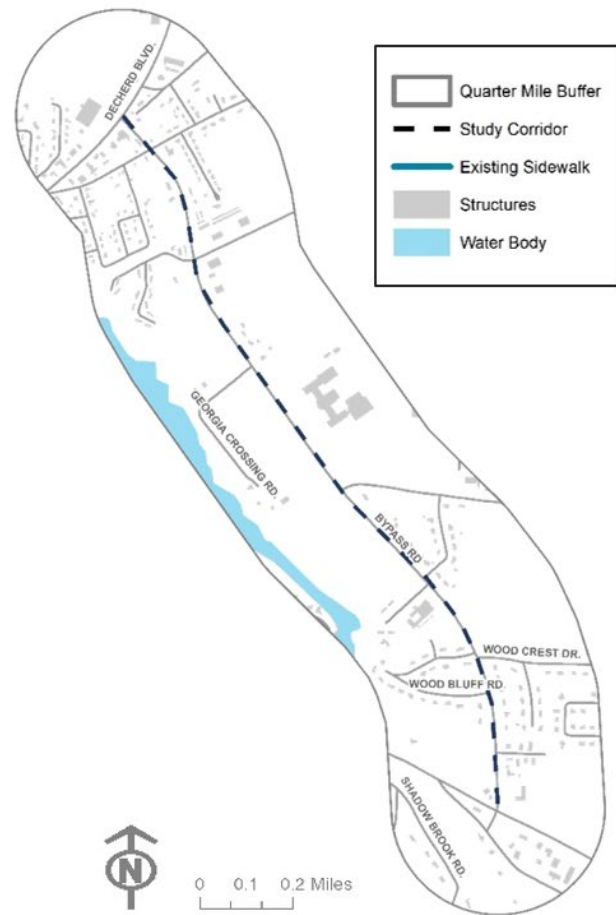 DECHERD BLVD.
Quarter Mile Buffer
Study Corridor
Existing Sidewalk
Structures
Water Body
GEORGIA CROSSING RD.
BYPASS RD
WOOD CREST DR.
WOOD BLUFF RD.
SHADOW BROOK RD.
N
0 0.1 0.2 Miles